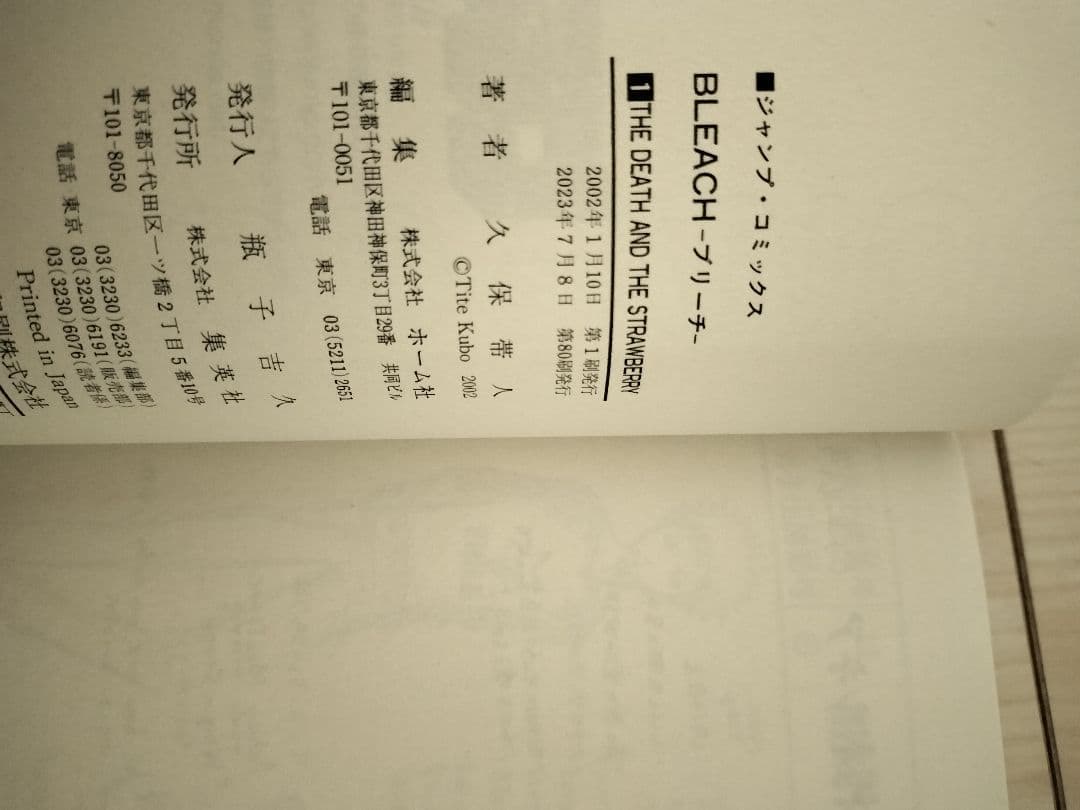 ■ジャンプ・コミックス
BLEACH-ブリーチ-
1 THE DEATH AND THE STRAWBERRY
2002年1月10日 第1刷発行
2023年7月8日 第80刷発行
著者 久保帯人
©Tite Kubo 2002
編集 株式会社 ホーム社
東京都千代田区神田神保町3丁目29番 共同ビル
〒101-0051
電話 東京 03(5211)2651
発行人 瓶子吉久
発行所 株式会社 集英社
東京都千代田区一ツ橋2丁目5番10号
〒101-8050
03(3230)6233(編集部)
電話 東京 03(3230)6191(販売部)
03(3230)6076(読者係)
Printed in Japan
刷株式会社